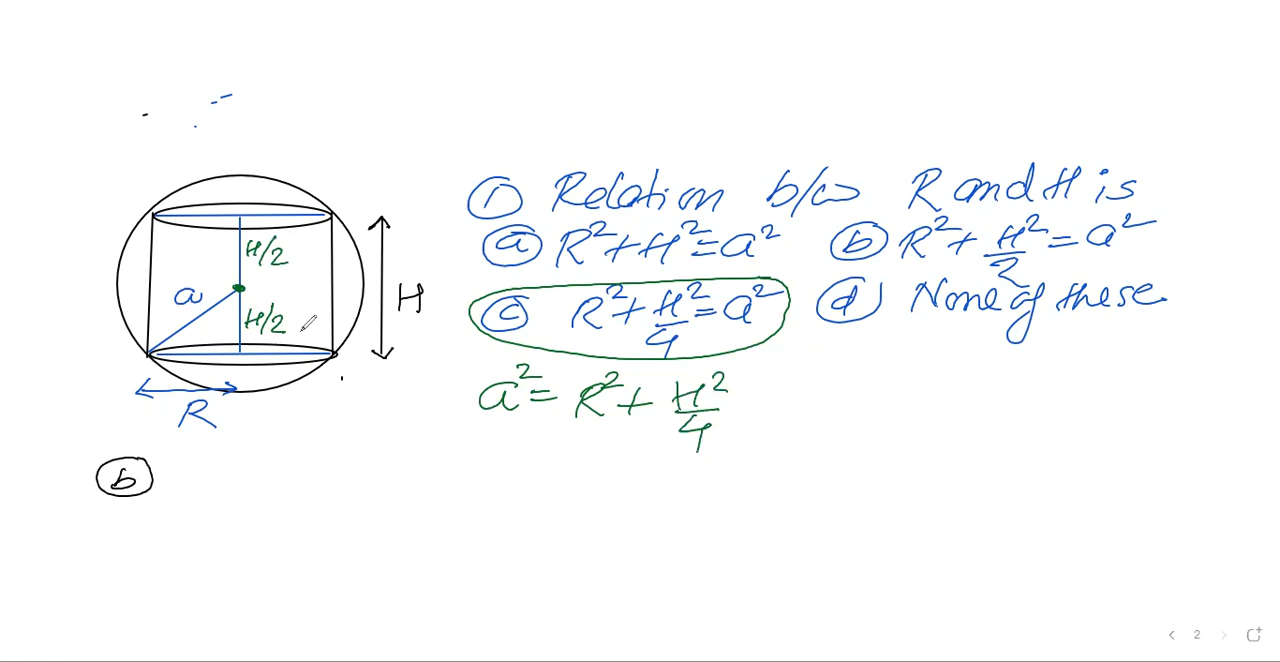 ① Relation b/w R and H is
ⓐ R²+H²=a² ⓑ R²+H²/2=a²
ⓒ R²+H²/4=a² ⓓ None of these
a²=R²+H²/4
H/2
a
H/2
H
R
ⓑ
2